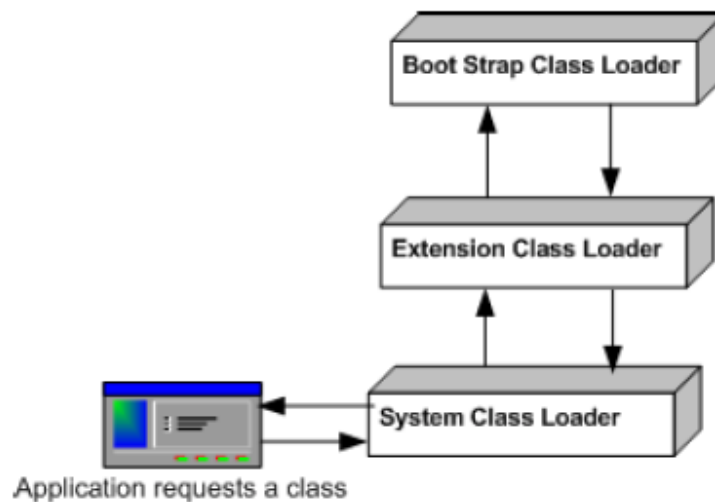 Boot Strap Class Loader
Extension Class Loader
System Class Loader
Application requests a class